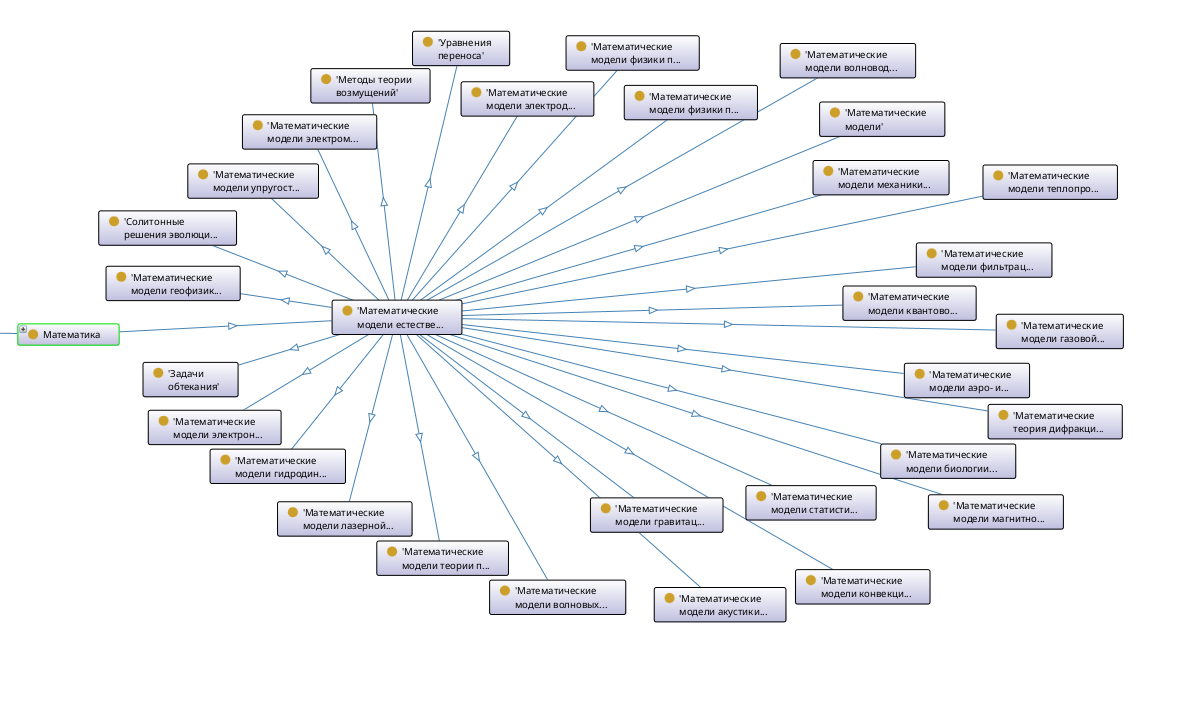 'Уравнения
переноса'
'Математические
модели физики п...
'Математические
модели волновод...
'Методы теории
возмущений'
'Математические
модели электрод...
'Математические
модели физики п...
'Математические
модели'
'Математические
модели электром...
'Математические
модели механики...
'Математические
модели теплопро...
'Математические
модели упругост...
'Солитонные
решения эволюци...
'Математические
модели фильтрац...
'Математические
модели геофизик...
'Математические
модели квантово...
'Математические
модели естестве...
'Математические
модели газовой...
Математика
'Задачи
обтекания'
'Математические
модели аэро- и...
'Математические
теория дифракци...
'Математические
модели электрон...
'Математические
модели биологии...
'Математические
модели гидродин...
'Математические
модели статисти...
'Математические
модели магнитно...
'Математические
модели гравитац...
'Математические
модели лазерной...
'Математические
модели теории п...
'Математические
модели конвекци...
'Математические
модели волновых...
'Математические
модели акустики...